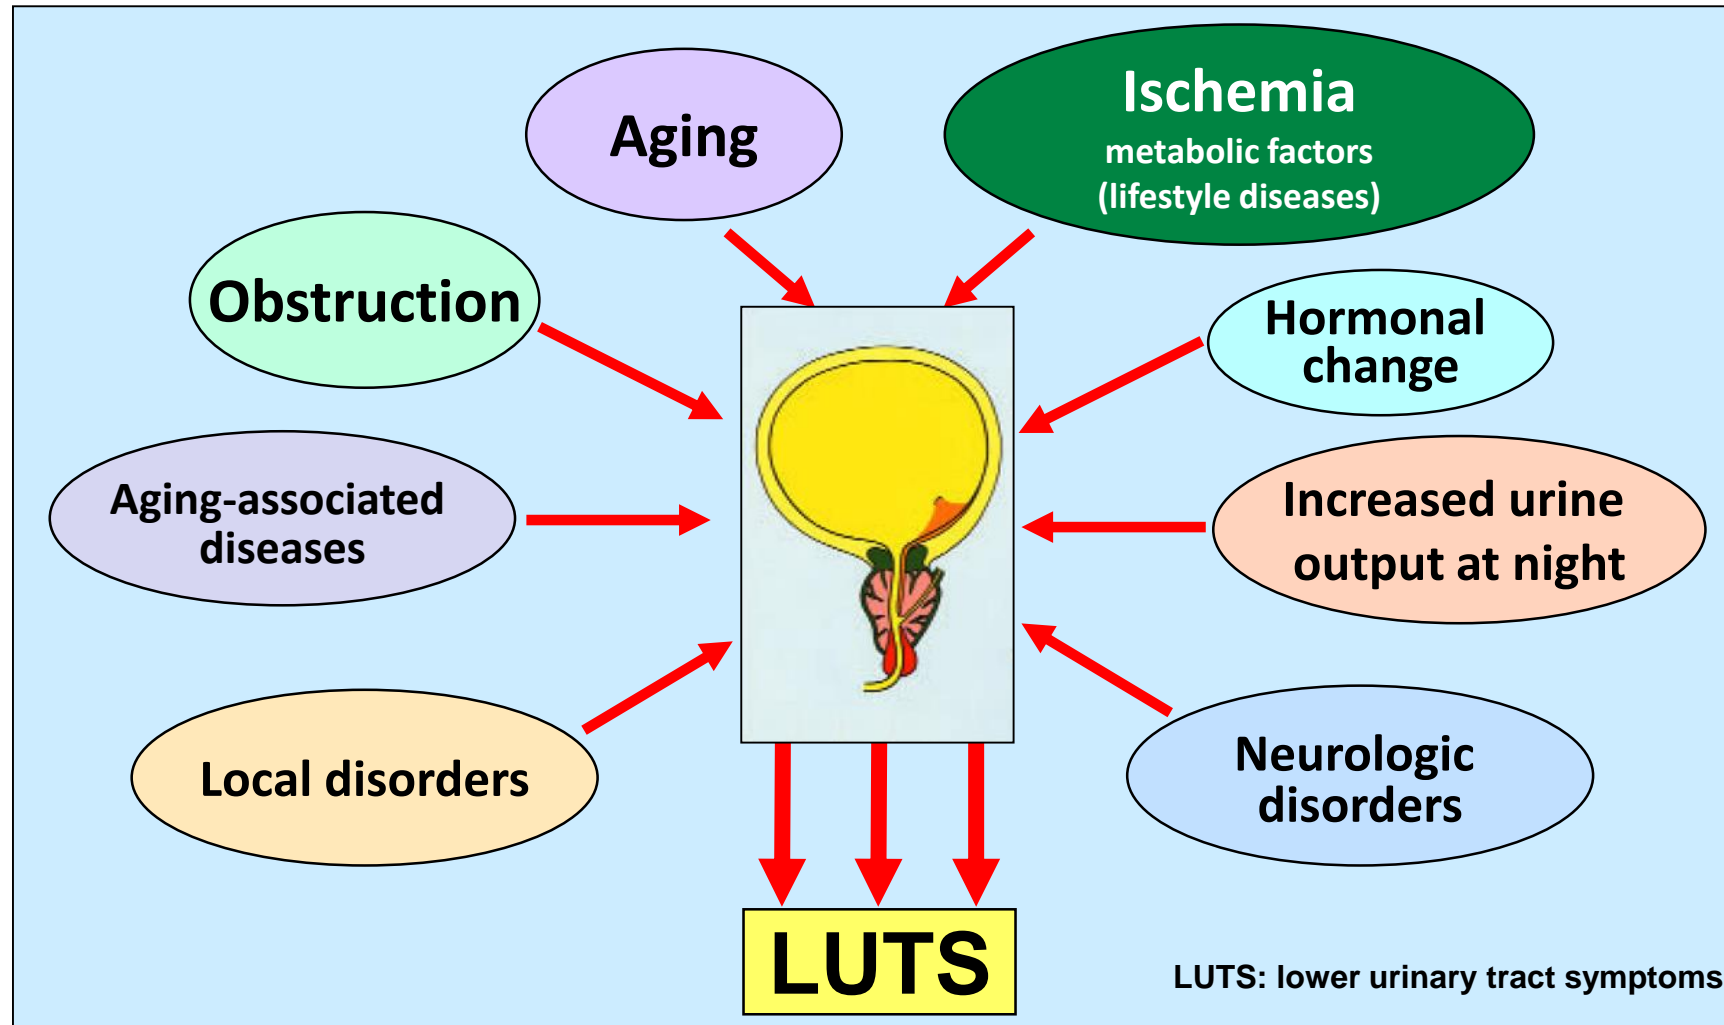 Aging
Ischemia
metabolic factors
(lifestyle diseases)
Obstruction
Hormonal
change
Aging-associated
diseases
Increased urine
output at night
Local disorders
Neurologic
disorders
LUTS
LUTS: lower urinary tract symptoms